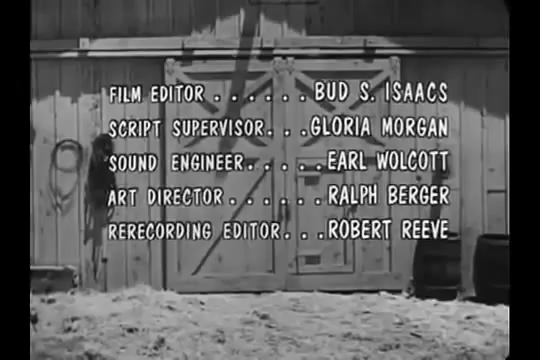 FILM EDITOR . . . . . . BUD S. ISAACS
SCRIPT SUPERVISOR. . .GLORIA MORGAN
SOUND ENGINEER. . . . .EARL WOLCOTT
ART DIRECTOR . . . . . . RALPH BERGER
RERECORDING EDITOR. . .ROBERT REEVE